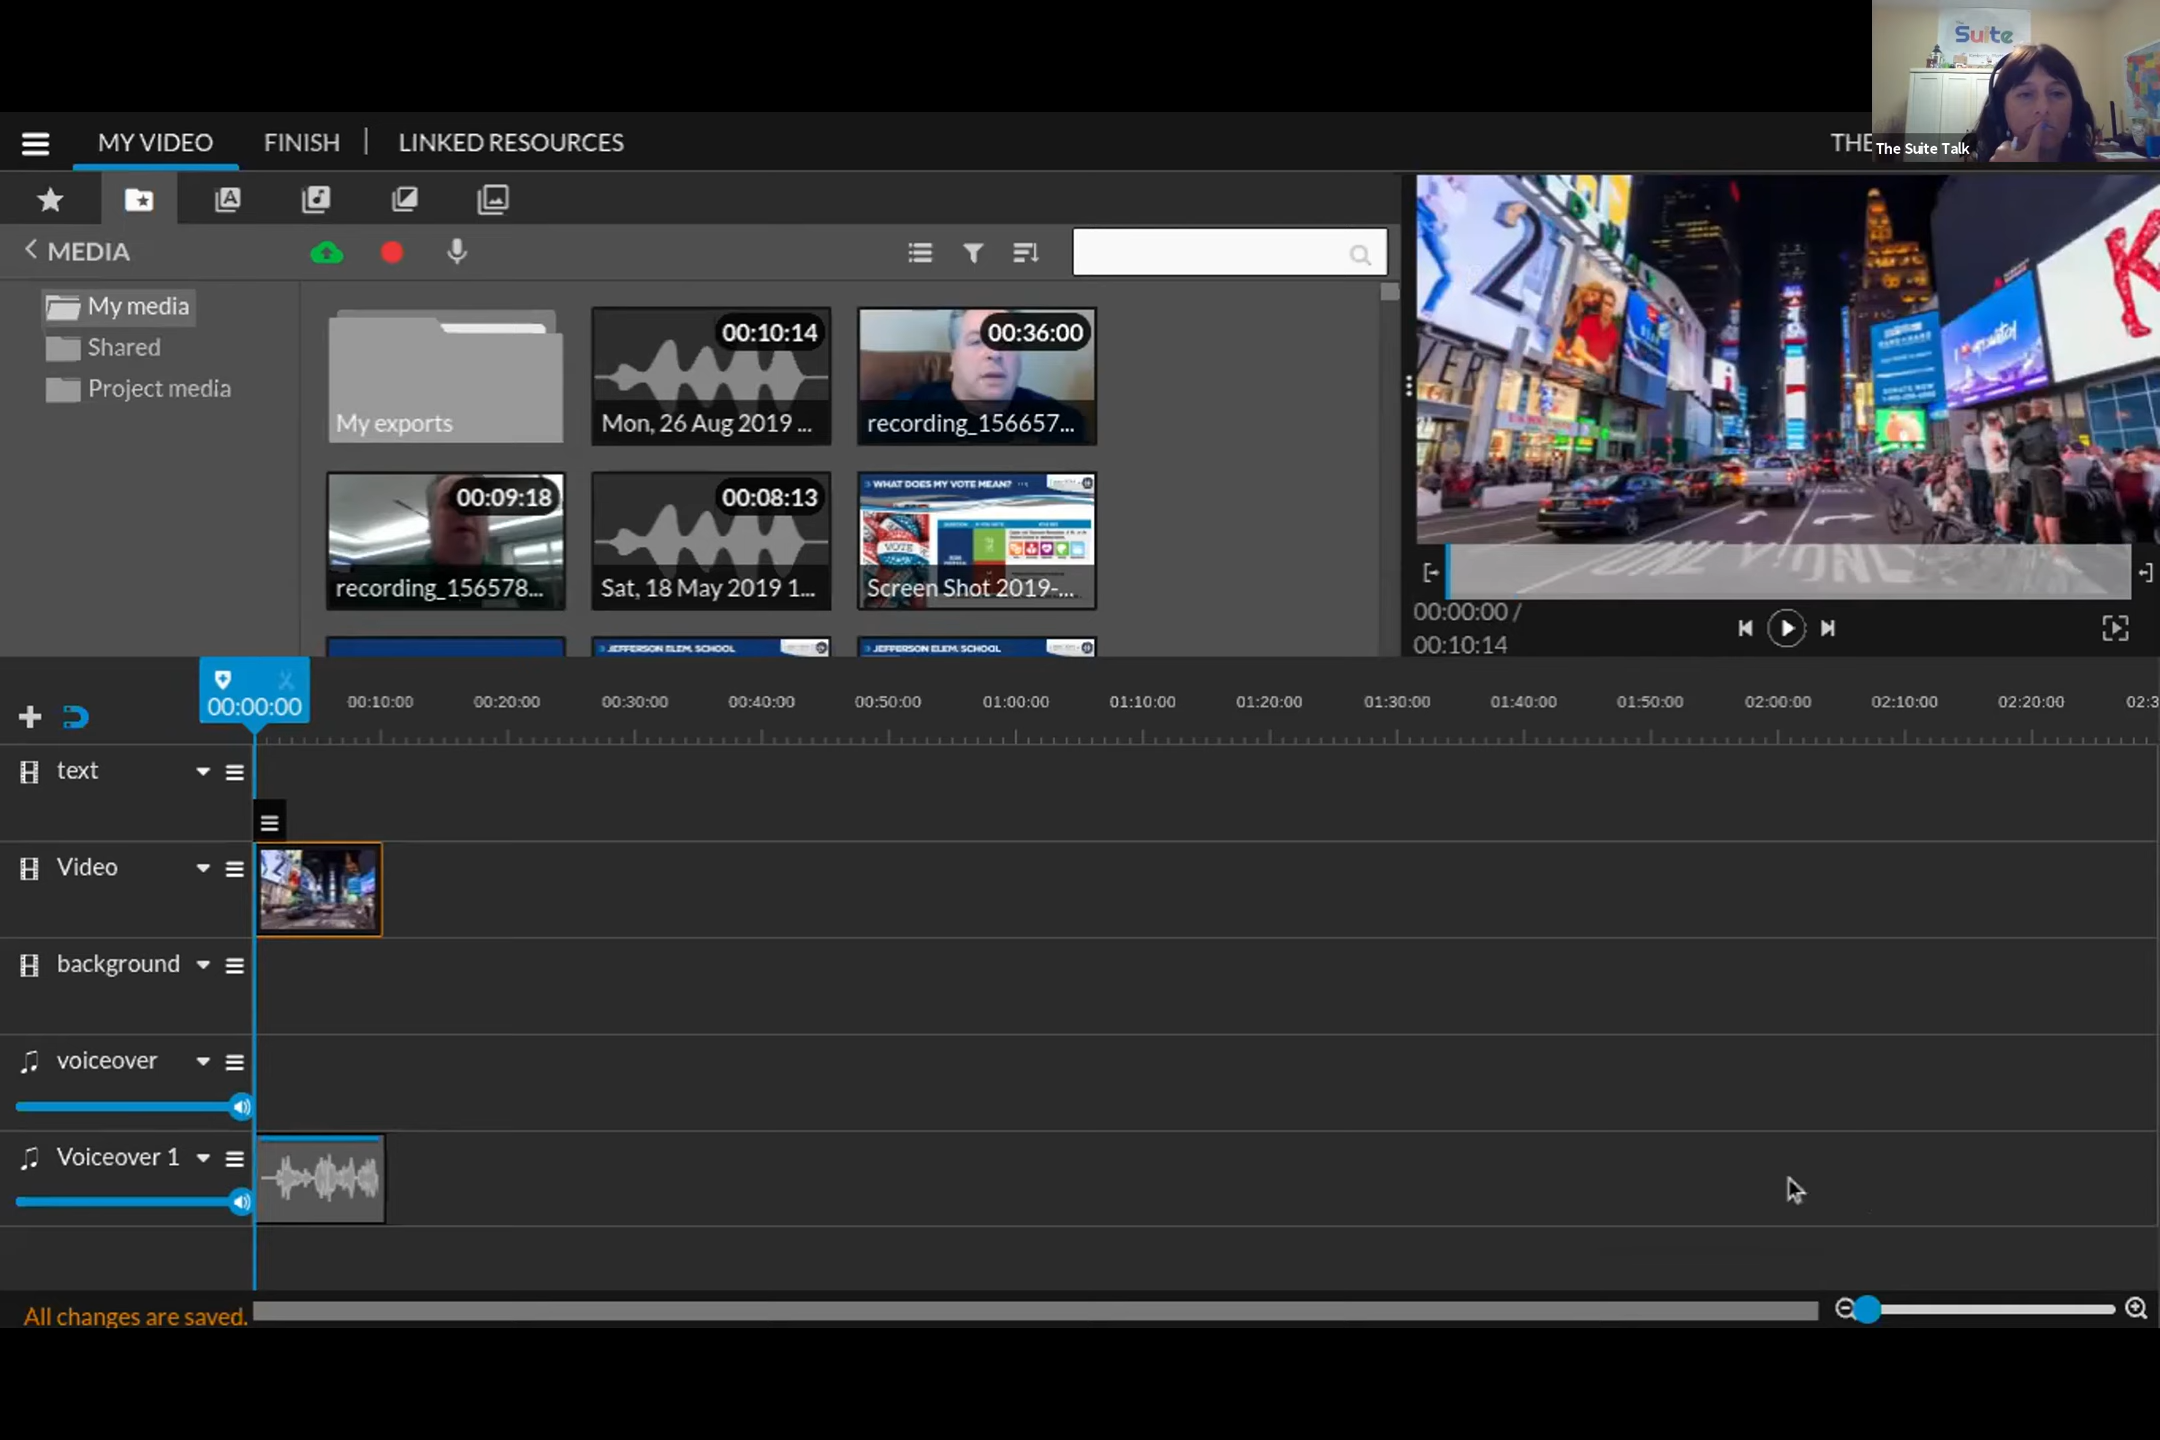 Suite
The Suite Talk
MY VIDEO
FINISH
LINKED RESOURCES
THE
MEDIA
My media
Shared
Project media
My exports
00:10:14
Mon, 26 Aug 2019 ...
00:36:00
recording_156657...
00:09:18
recording_156578...
00:08:13
Sat, 18 May 2019 1...
WHAT DOES MY VOTE MEAN?
VOTE
Screen Shot 2019-...
JEFFERSON ELEM. SCHOOL
JEFFERSON ELEM. SCHOOL
00:00:00 /
00:10:14
00:00:00
00:10:00
00:20:00
00:30:00
00:40:00
00:50:00
01:00:00
01:10:00
01:20:00
01:30:00
01:40:00
01:50:00
02:00:00
02:10:00
02:20:00
02:3
text
Video
background
voiceover
Voiceover 1
All changes are saved.